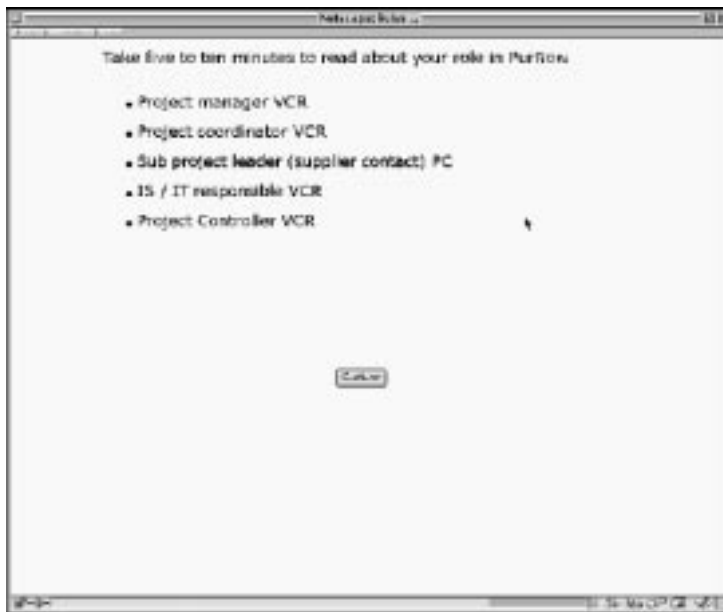 Take five to ten minutes to read about your role in
• Project manager VCR
• Project coordinator VCR
• Sub project leader (supplier contact) PC
• IS / IT responsible VCR
• Project Controller VCR